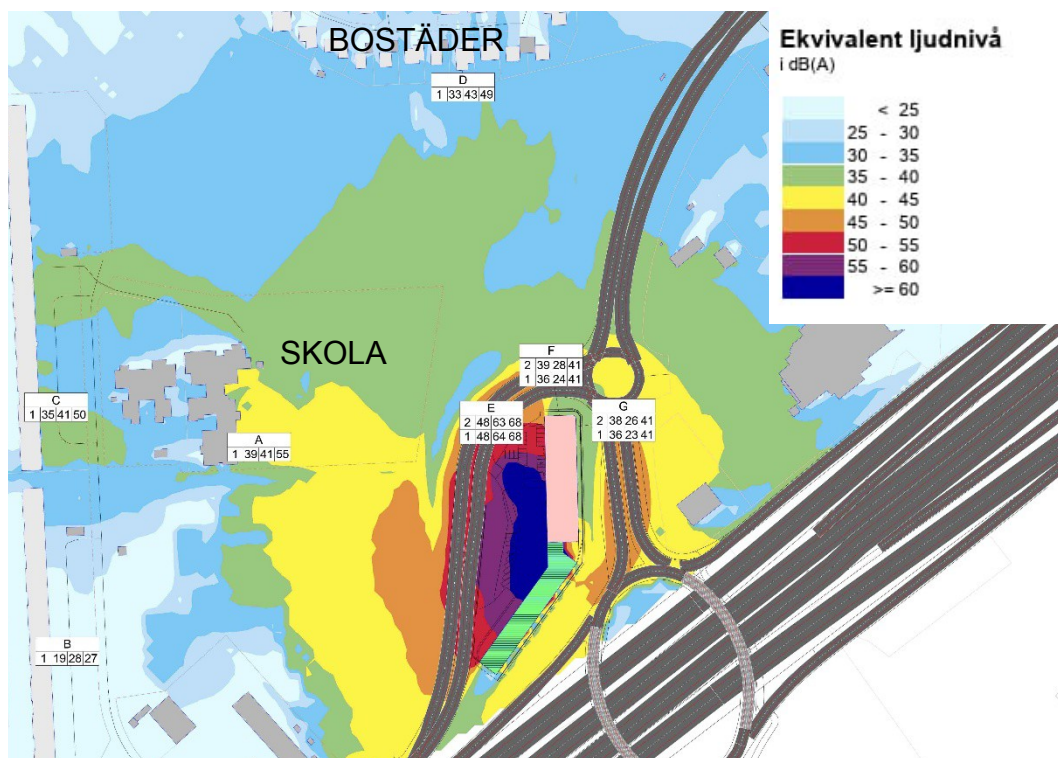 BOSTÄDER
D
1 33 43 49
Ekvivalent ljudnivå
i dB(A)
< 25
25 - 30
30 - 35
35 - 40
40 - 45
45 - 50
50 - 55
55 - 60
>= 60
SKOLA
F
2 39 28 41
1 36 24 41
C
1 35 41 50
E
2 48 63 68
1 48 64 68
G
2 38 26 41
1 36 23 41
A
1 39 41 55
B
1 19 28 27